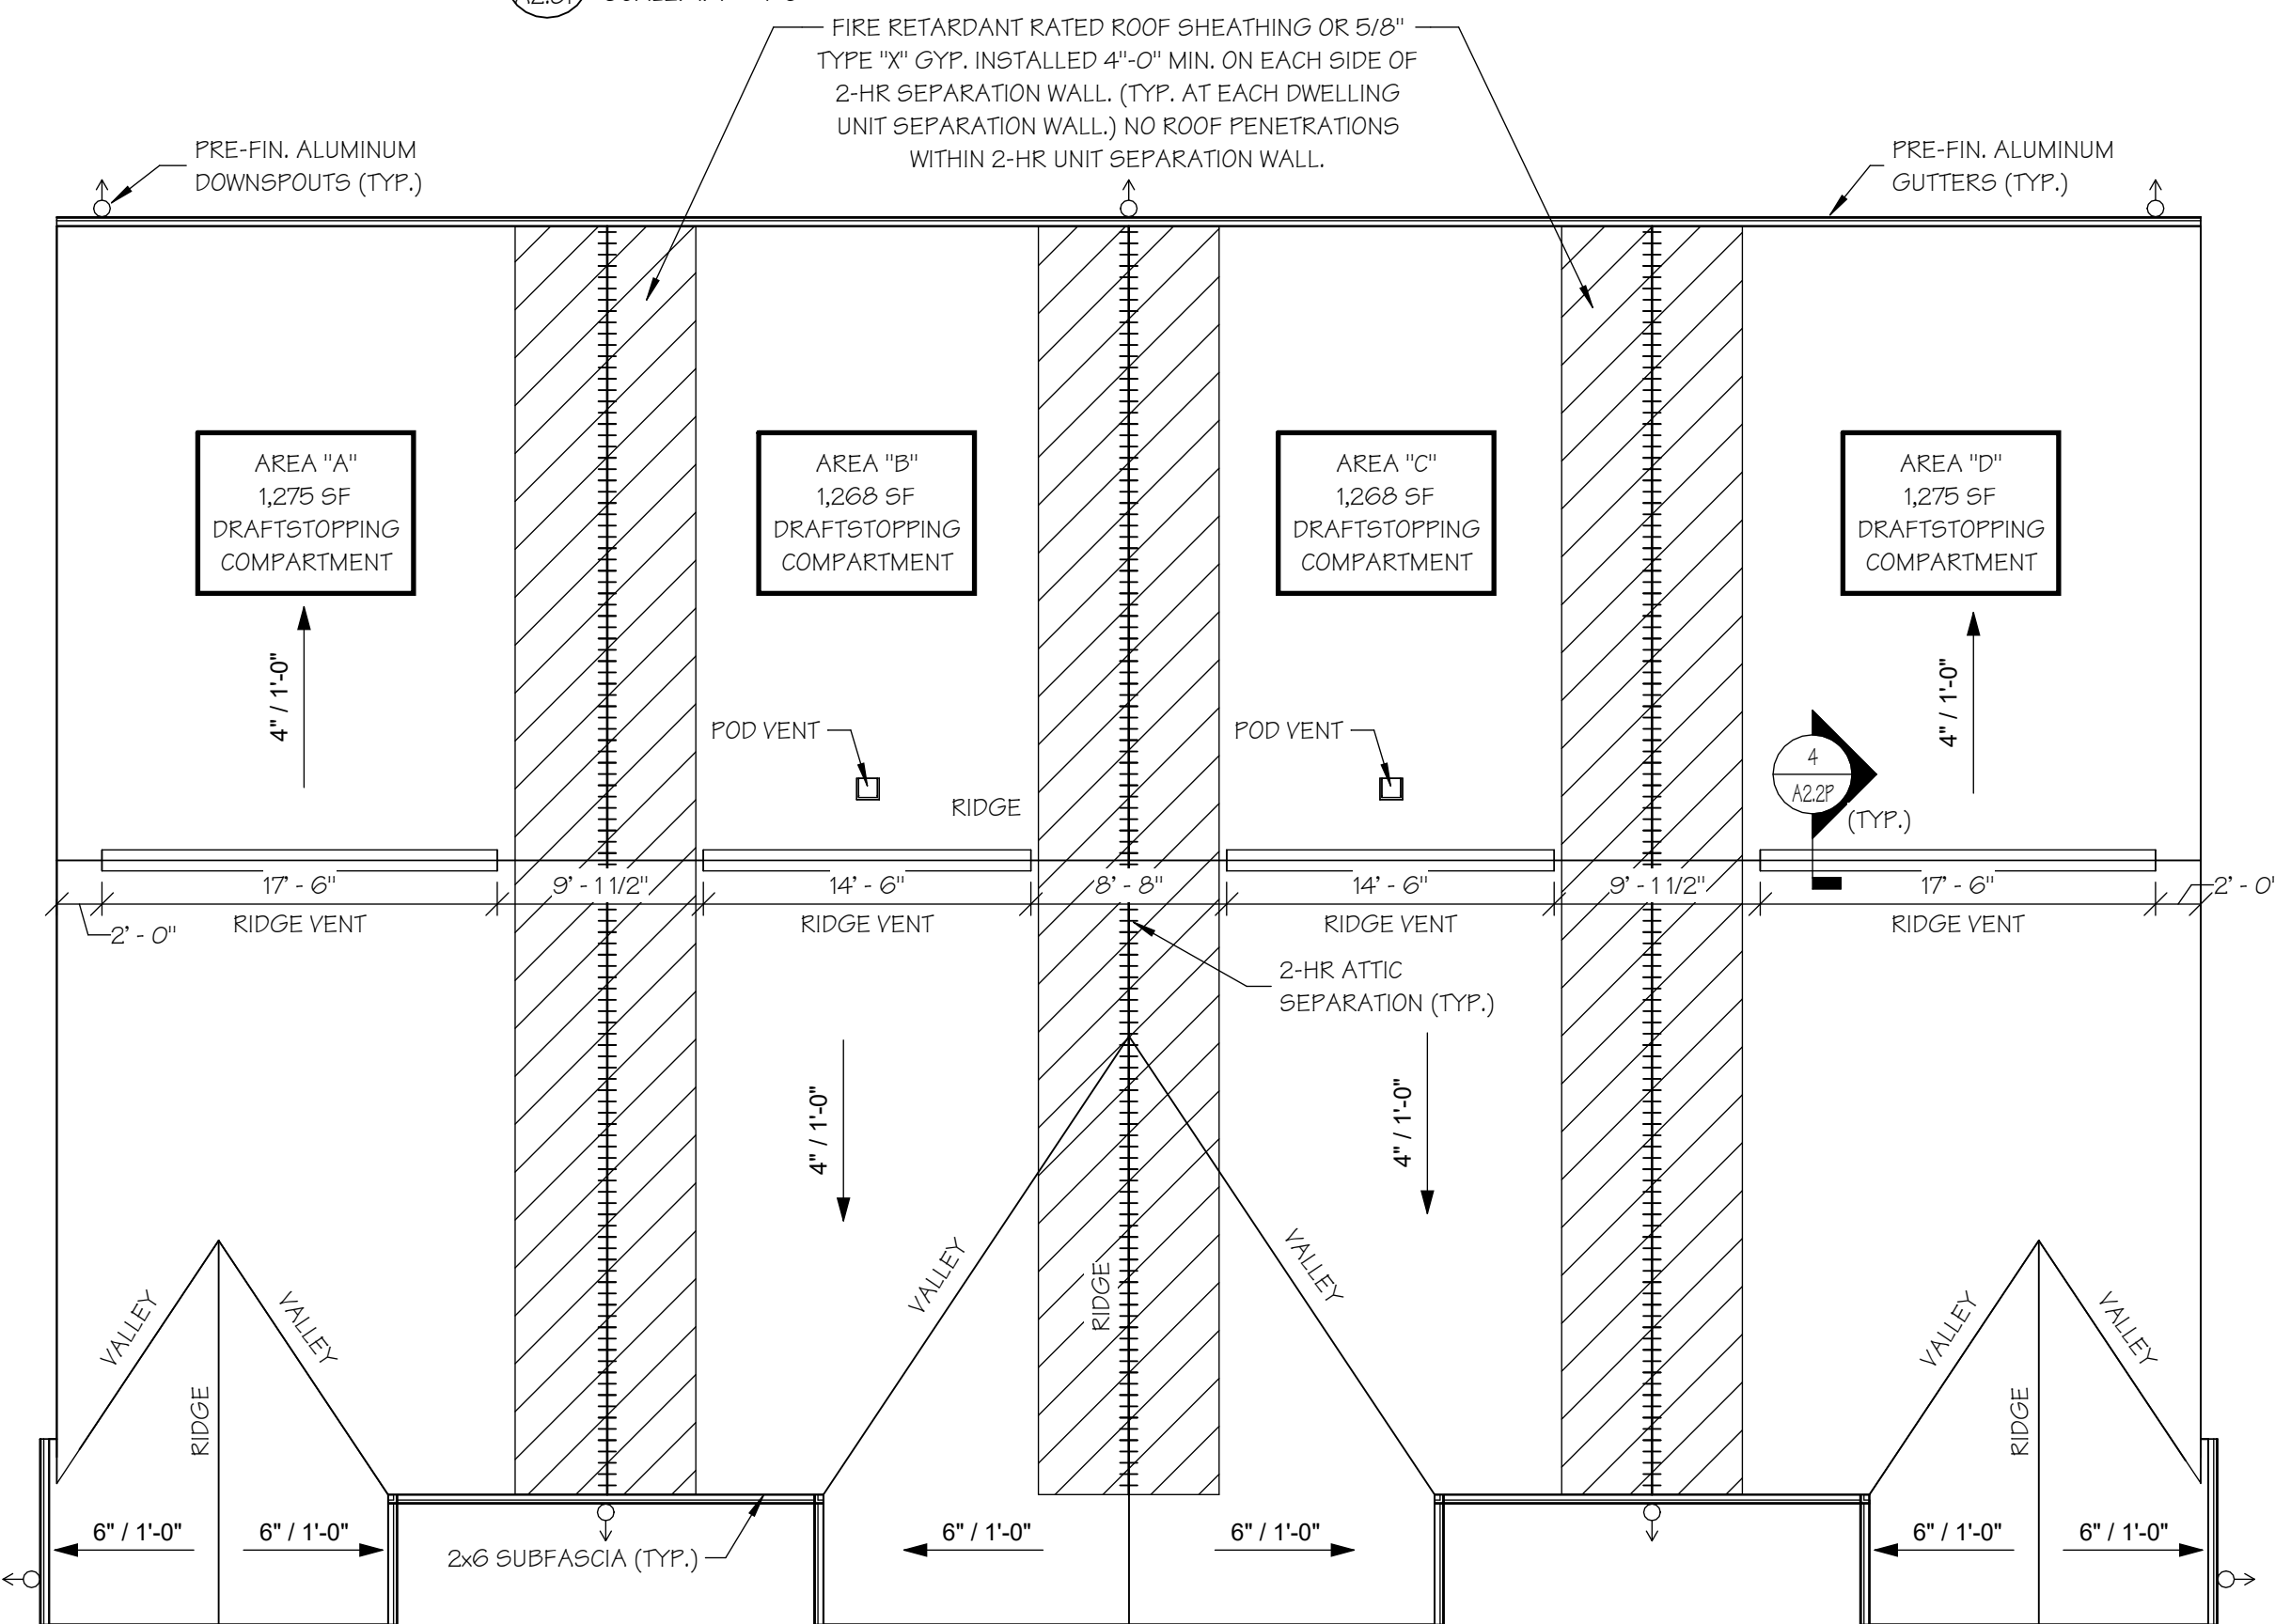 FIRE RETARDANT RATED ROOF SHEATHING OR 5/8"
TYPE "X" GYP. INSTALLED 4"-0" MIN. ON EACH SIDE OF
2-HR SEPARATION WALL. (TYP. AT EACH DWELLING
UNIT SEPARATION WALL.) NO ROOF PENETRATIONS
WITHIN 2-HR UNIT SEPARATION WALL.
PRE-FIN. ALUMINUM
DOWNSPOUTS (TYP.)
PRE-FIN. ALUMINUM
GUTTERS (TYP.)
AREA "A"
1,275 SF
DRAFTSTOPPING
COMPARTMENT
AREA "B"
1,268 SF
DRAFTSTOPPING
COMPARTMENT
AREA "C"
1,268 SF
DRAFTSTOPPING
COMPARTMENT
AREA "D"
1,275 SF
DRAFTSTOPPING
COMPARTMENT
4" / 1'-0"
4" / 1'-0"
POD VENT
POD VENT
RIDGE
4
A2.2P
(TYP.)
17' - 6"
9' - 1 1/2"
14' - 6"
8' - 8"
14' - 6"
9' - 1 1/2"
17' - 6"
2' - 0"
2' - 0"
RIDGE VENT
RIDGE VENT
RIDGE VENT
RIDGE VENT
2-HR ATTIC
SEPARATION (TYP.)
4" / 1'-0"
4" / 1'-0"
VALLEY
VALLEY
RIDGE
VALLEY
RIDGE
VALLEY
VALLEY
RIDGE
VALLEY
6" / 1'-0"
6" / 1'-0"
2x6 SUBFASCIA (TYP.)
6" / 1'-0"
6" / 1'-0"
6" / 1'-0"
6" / 1'-0"